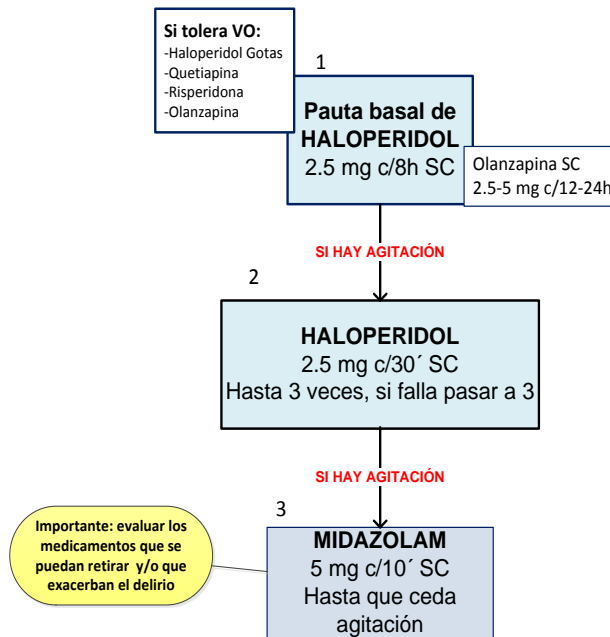 Si tolera VO:
-Haloperidol Gotas
-Quetiapina
-Risperidona
-Olanzapina
1
Pauta basal de
HALOPERIDOL
2.5 mg c/8h SC
Olanzapina SC
2.5-5 mg c/12-24h
SI HAY AGITACIÓN
2
HALOPERIDOL
2.5 mg c/30´ SC
Hasta 3 veces, si falla pasar a 3
SI HAY AGITACIÓN
3
MIDAZOLAM
5 mg c/10´ SC
Hasta que ceda
agitación
Importante: evaluar los
medicamentos que se
puedan retirar y/o que
exacerban el delirio